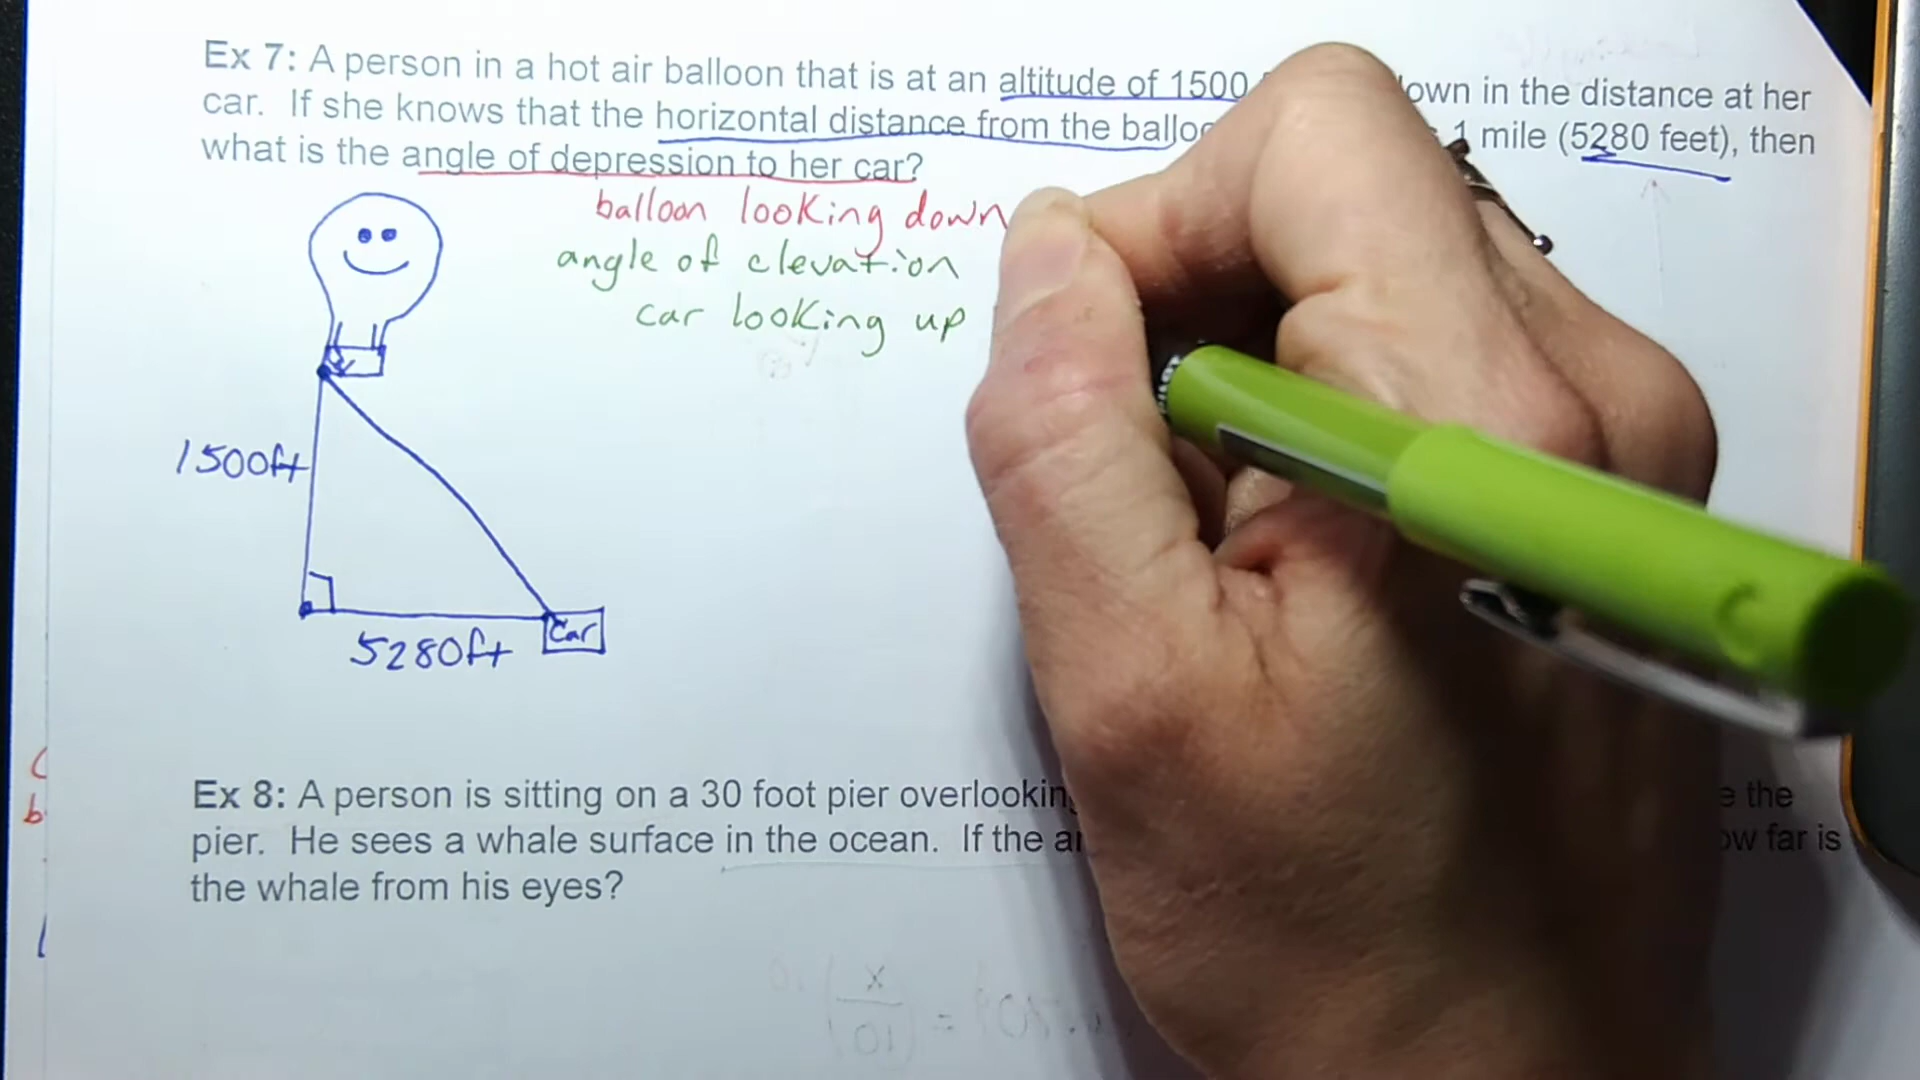 Ex 7: A person in a hot air balloon that is at an altitude of 1500 own in the distance at her
car. If she knows that the horizontal distance from the balloo 1 mile (5280 feet), then
what is the angle of depression to her car?
balloon looking down
angle of elevation
car looking up
1500ft
5280ft
Car
Ex 8: A person is sitting on a 30 foot pier overlookin e the
pier. He sees a whale surface in the ocean. If the a ow far is
the whale from his eyes?